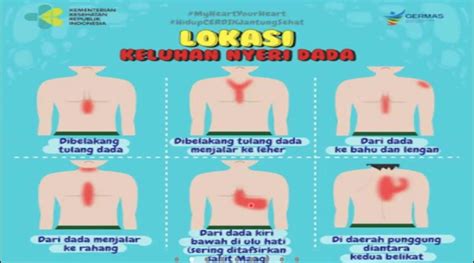 KEMENTERIAN
KESEHATAN
REPUBLIK
INDONESIA
#MyHeartYourHeart
#HidupCERDIKJantungSehat
GERMAS
LOKASI
KELUHAN NYERI DADA
Dibelakang
tulang dada
Dibelakang tulang dada
menjalar ke leher
Dari dada
ke bahu dan lengan
Dari dada menjalar
ke rahang
Dari dada kiri
bawah di ulu hati
(sering ditafsirkan
sakit Maag)
Di daerah punggung
diantara
kedua belikat